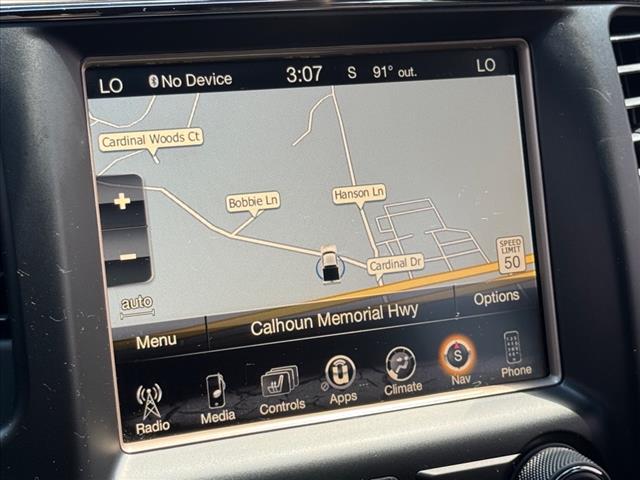 LO No Device 3:07 S 91° out. LO
Cardinal Woods Ct
+
Bobbie Ln
Hanson Ln
Cardinal Dr
SPEED
LIMIT
50
-
auto
Menu Calhoun Memorial Hwy Options
Radio Media Controls Apps Climate S Nav Phone